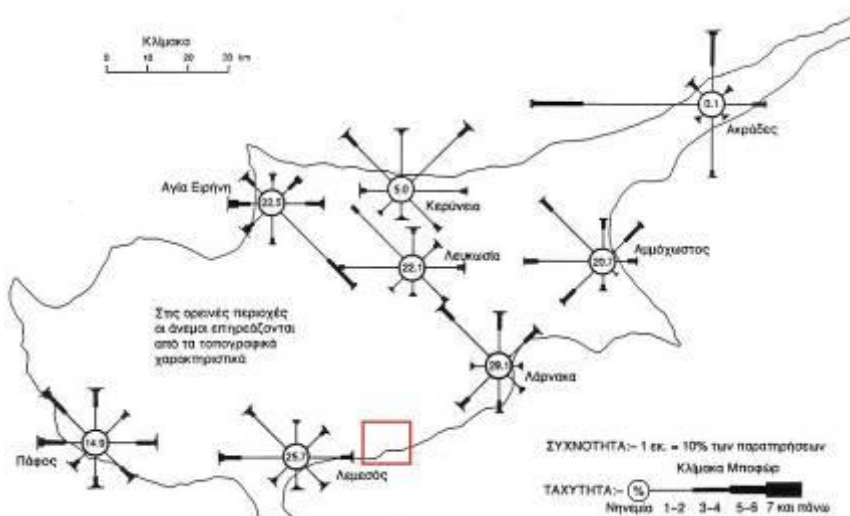 Κλίμακα
0 10 20 30 km
0.1
Ακράδες
Αγία Ειρήνη
22.5
5.0
Κερύνεια
Λευκωσία
22.1
Αμμόχωστος
20.7
Στις ορεινές περιοχές
οι άνεμοι επηρεάζονται
από τα τοπογραφικά
χαρακτηριστικά
Λάρνακα
14.9
Πάφος
25.7
Λεμεσός
ΣΥΧΝΟΤΗΤΑ:- 1 εκ. = 10% των παρατηρήσεων
Κλίμακα Μποφώρ
ΤΑΧΥΤΗΤΑ:- %
Νηνεμία 1-2 3-4 5-6 7 και πάνω